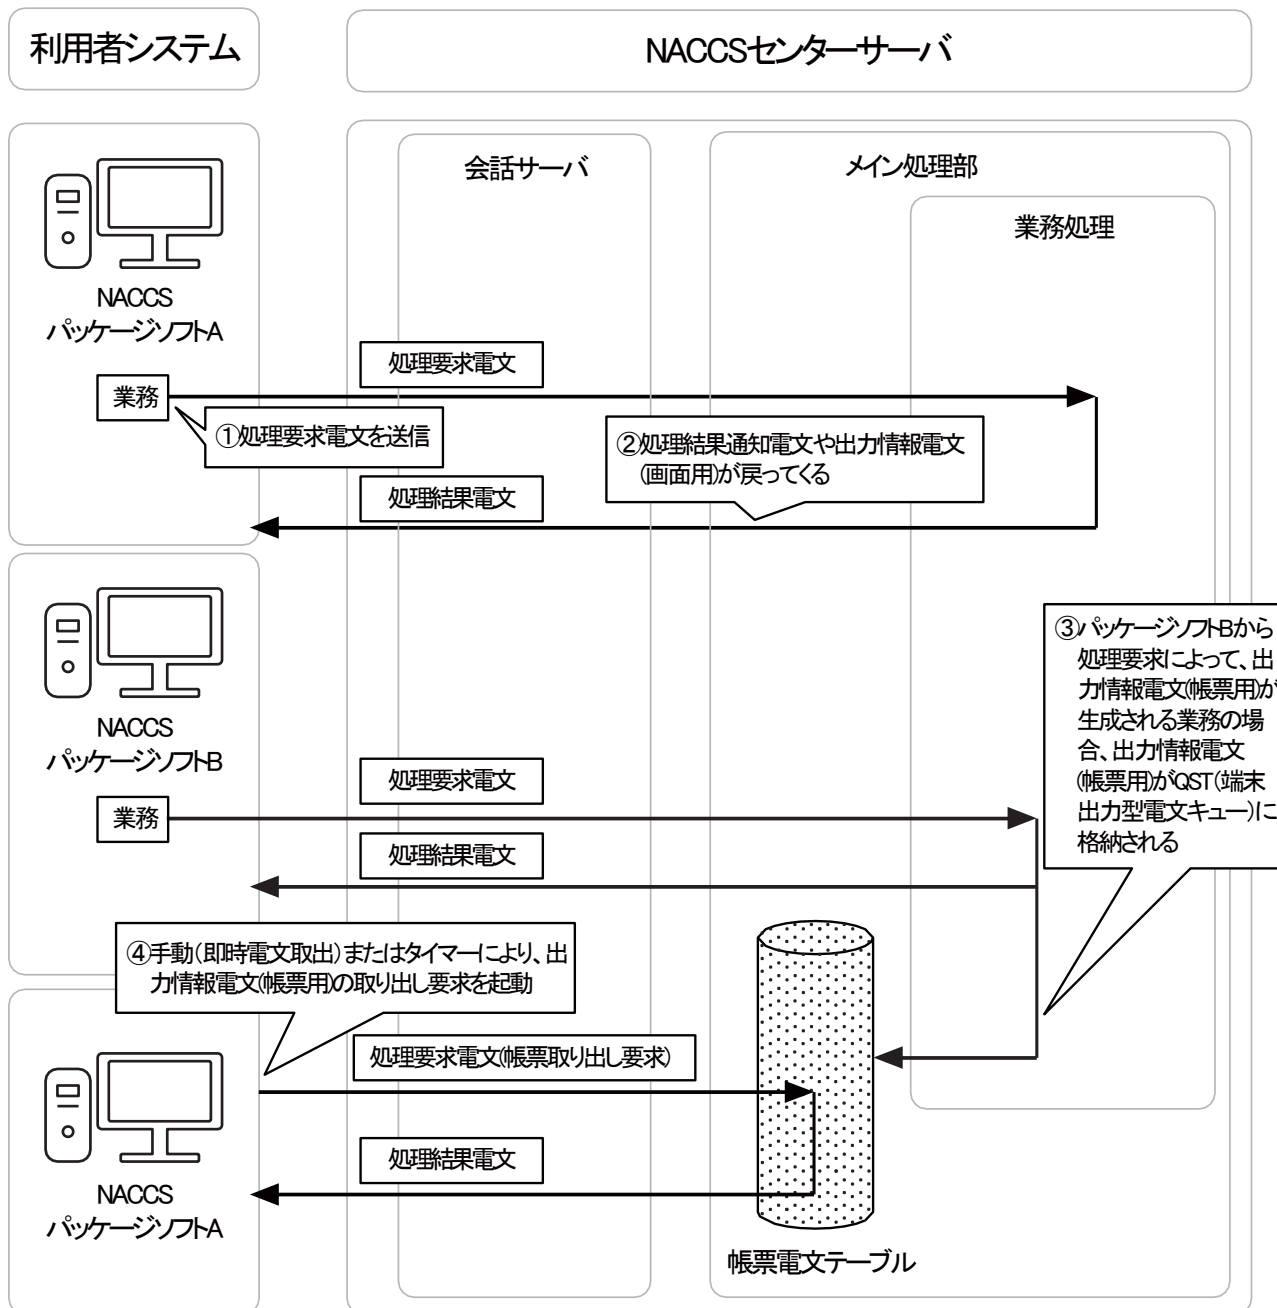 利用者システム
NACCSセンターサーバ
会話サーバ
メイン処理部
業務処理
NACCS
パッケージソフトA
処理要求電文
業務
①処理要求電文を送信
②処理結果通知電文や出力情報電文
(画面用)が戻ってくる
処理結果電文
NACCS
パッケージソフトB
③パッケージソフトBから
処理要求によって、出
力情報電文(帳票用)が
生成される業務の場
合、出力情報電文
(帳票用)がQST(端末
出力型電文キュー)に
格納される
処理要求電文
業務
処理結果電文
④手動(即時電文取出)またはタイマーにより、出
力情報電文(帳票用)の取り出し要求を起動
処理要求電文(帳票取り出し要求)
処理結果電文
NACCS
パッケージソフトA
帳票電文テーブル